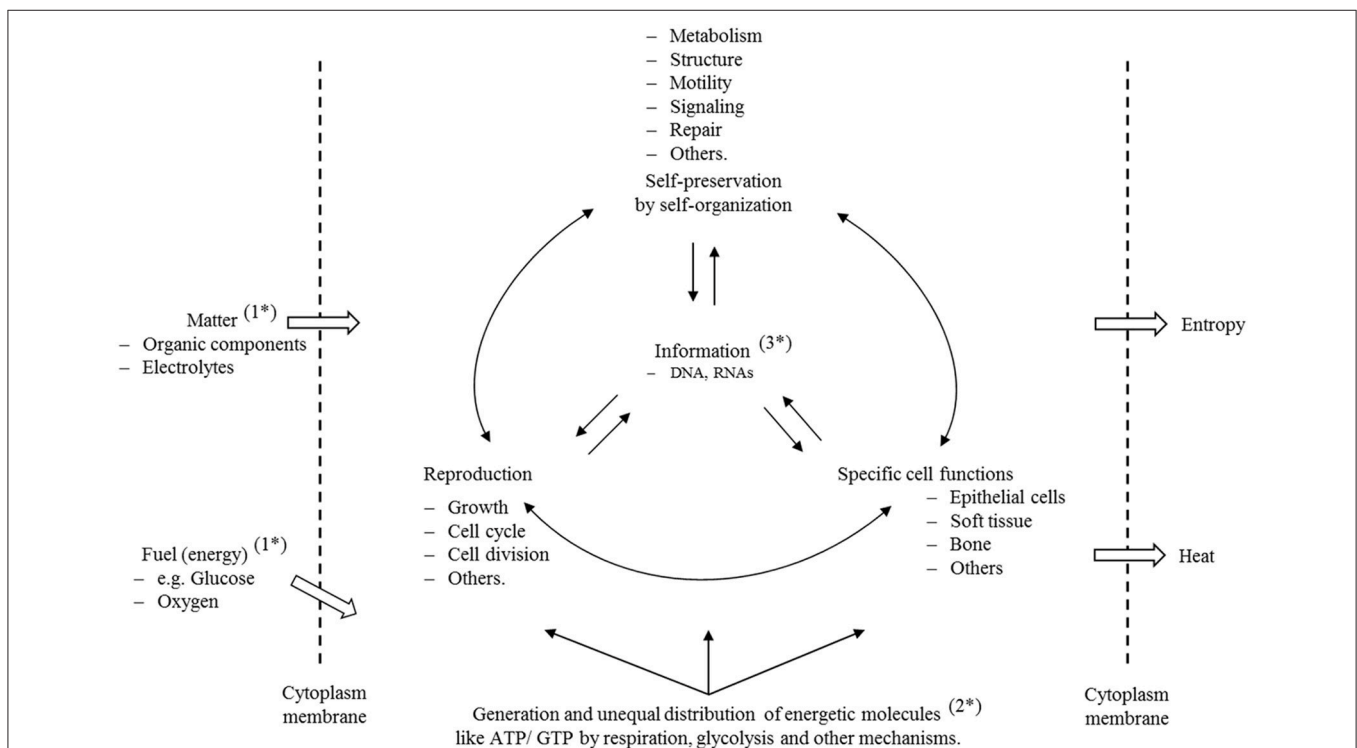 – Metabolism
– Structure
– Motility
– Signaling
– Repair
– Others.
Self-preservation
by self-organization
Matter (1*)
– Organic components
– Electrolytes
Information (3*)
– DNA, RNAs
Entropy
Reproduction
– Growth
– Cell cycle
– Cell division
– Others.
Specific cell functions
– Epithelial cells
– Soft tissue
– Bone
– Others
Fuel (energy) (1*)
– e.g. Glucose
– Oxygen
Heat
Cytoplasm
membrane
Generation and unequal distribution of energetic molecules (2*)
like ATP/ GTP by respiration, glycolysis and other mechanisms.
Cytoplasm
membrane